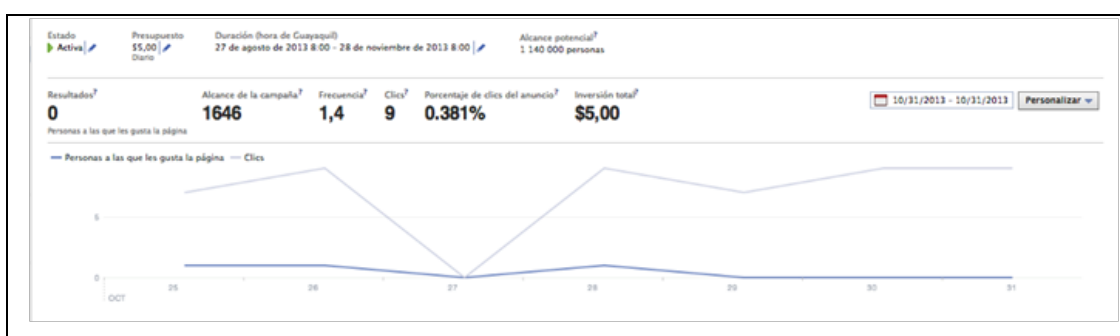 Estado Presupuesto Duración (hora de Guayaquil) Alcance potencial?
Activa $5,00 27 de agosto de 2013 8:00 - 28 de noviembre de 2013 8:00 1 140 000 personas
Diario
Resultados? Alcance de la campaña? Frecuencia? Clics? Porcentaje de clics del anuncio? Inversión total?
0 1646 1,4 9 0.381% $5,00 10/31/2013 - 10/31/2013 Personalizar
Personas a las que les gusta la página
Personas a las que les gusta la página Clics
5
0
25 26 27 28 29 30 31
OCT